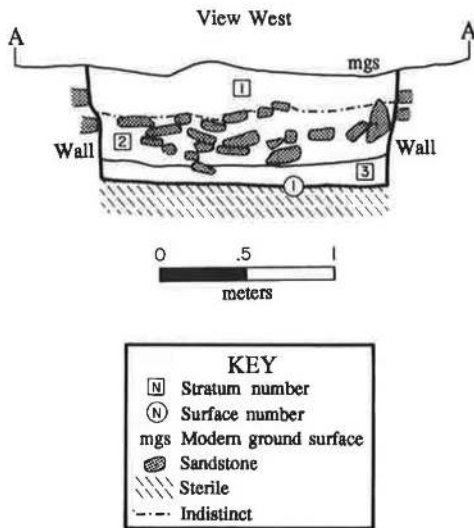 View West
A A
mgs
1
2
Wall Wall
3
1
0 .5 1
meters
KEY
N Stratum number
N Surface number
mgs Modern ground surface
Sandstone
Sterile
Indistinct